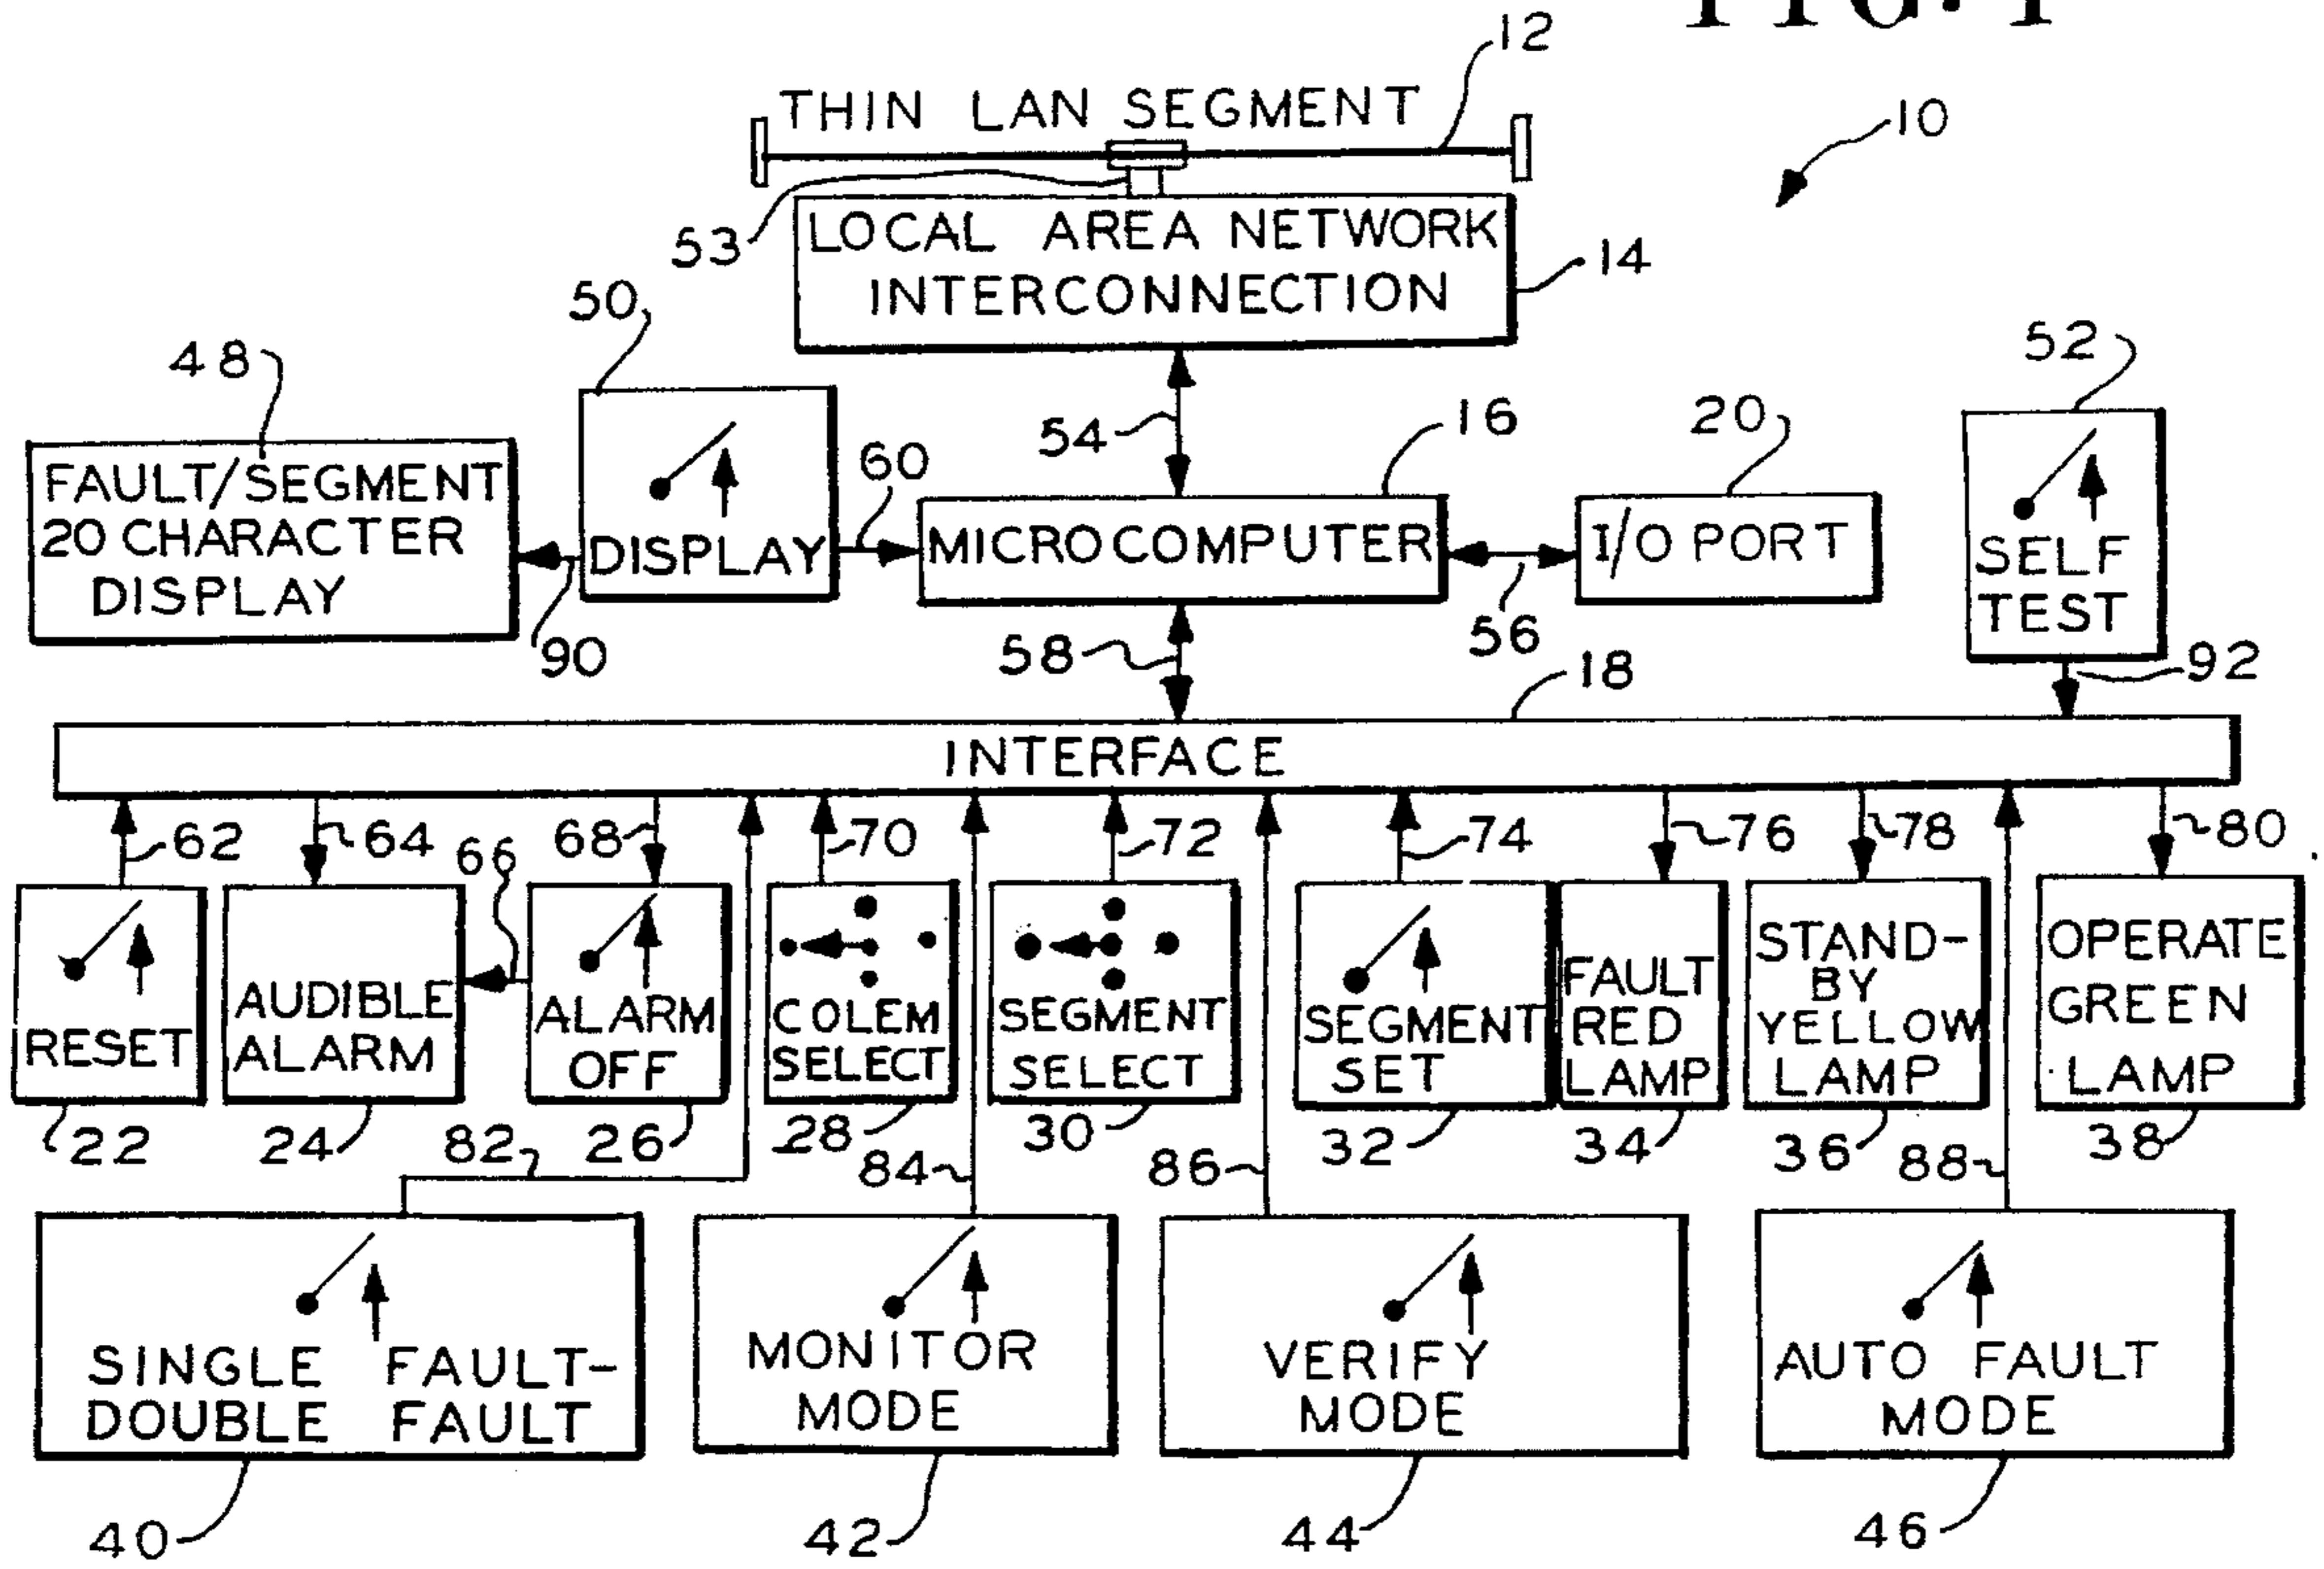 FIG. 1
12
THIN LAN SEGMENT
10
53
LOCAL AREA NETWORK
INTERCONNECTION
14
50
48
52
54
16
20
FAULT/SEGMENT
20 CHARACTER
DISPLAY
DISPLAY
60
MICROCOMPUTER
I/O PORT
SELF
TEST
90
58
56
18
92
INTERFACE
62
64
66
68
70
72
74
76
78
80
RESET
AUDIBLE
ALARM
ALARM
OFF
COLEM
SELECT
SEGMENT
SELECT
SEGMENT
SET
FAULT
RED
LAMP
STAND-
BY
YELLOW
LAMP
OPERATE
GREEN
LAMP
22
24
82
26
28
84
30
86
32
34
36
88
38
SINGLE FAULT-
DOUBLE FAULT
MONITOR
MODE
VERIFY
MODE
AUTO FAULT
MODE
40
42
44
46